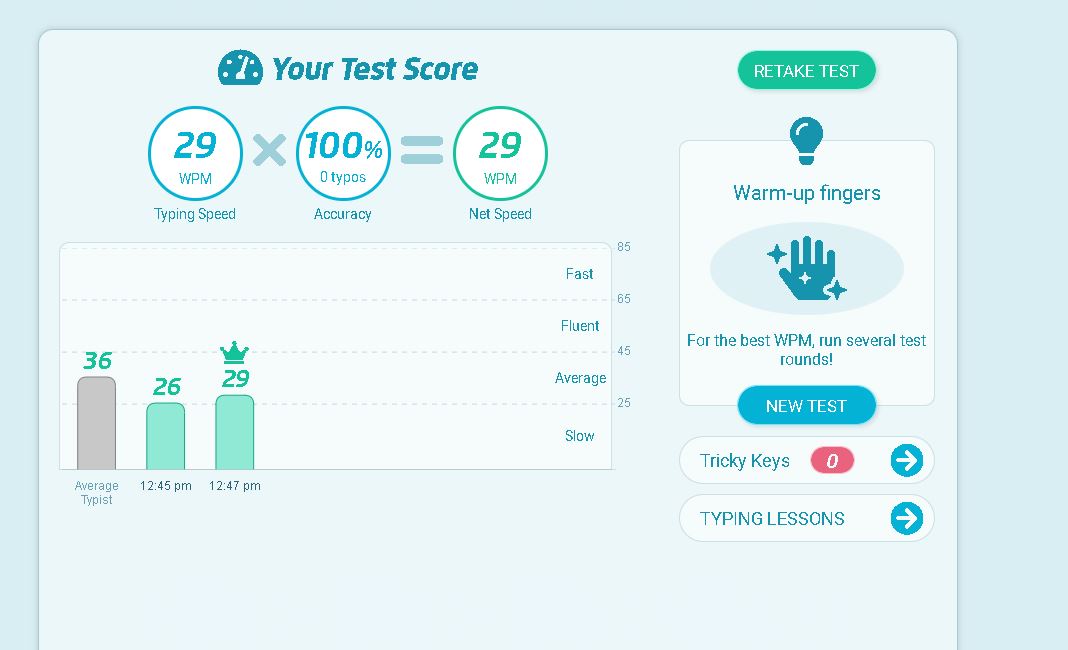 Your Test Score
29
WPM
Typing Speed
100%
0 typos
Accuracy
29
WPM
Net Speed
85
Fast
65
Fluent
45
Average
25
Slow
36
26
29
Average
Typist
12:45 pm
12:47 pm
RETAKE TEST
Warm-up fingers
For the best WPM, run several test
rounds!
NEW TEST
Tricky Keys 0
TYPING LESSONS